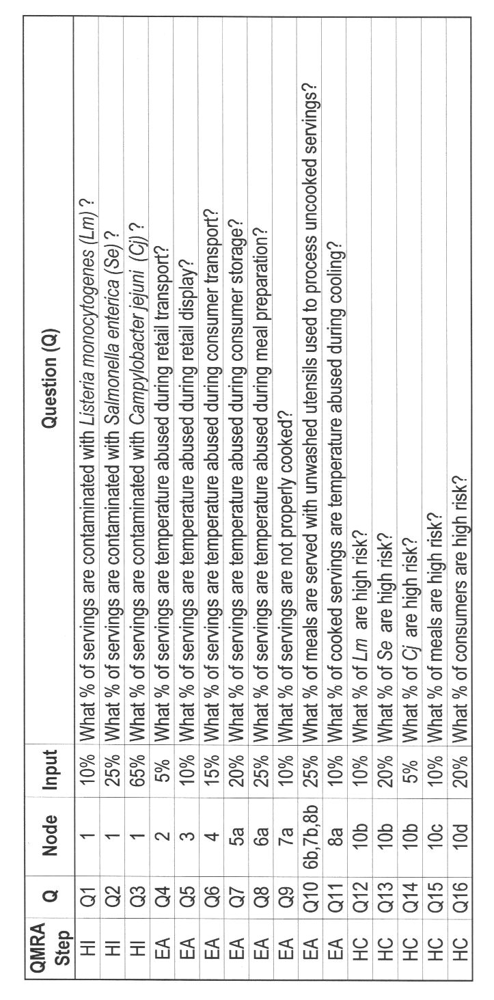 QMRA Step Q Node Input Question (Q)
HI Q1 1 10% What % of servings are contaminated with Listeria monocytogenes (Lm) ?
HI Q2 1 25% What % of servings are contaminated with Salmonella enterica (Se) ?
HI Q3 1 65% What % of servings are contaminated with Campylobacter jejuni (Cj) ?
EA Q4 2 5% What % of servings are temperature abused during retail transport?
EA Q5 3 10% What % of servings are temperature abused during retail display?
EA Q6 4 15% What % of servings are temperature abused during consumer transport?
EA Q7 5a 20% What % of servings are temperature abused during consumer storage?
EA Q8 6a 25% What % of servings are temperature abused during meal preparation?
EA Q9 7a 10% What % of servings are not properly cooked?
EA Q10 6b,7b,8b 25% What % of meals are served with unwashed utensils used to process uncooked servings?
EA Q11 8a 10% What % of cooked servings are temperature abused during cooling?
HC Q12 10b 10% What % of Lm are high risk?
HC Q13 10b 20% What % of Se are high risk?
HC Q14 10b 5% What % of Cj are high risk?
HC Q15 10c 10% What % of meals are high risk?
HC Q16 10d 20% What % of consumers are high risk?